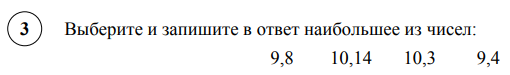 3 Выберите и запишите в ответ наибольшее из чисел:
9,8 10,14 10,3 9,4